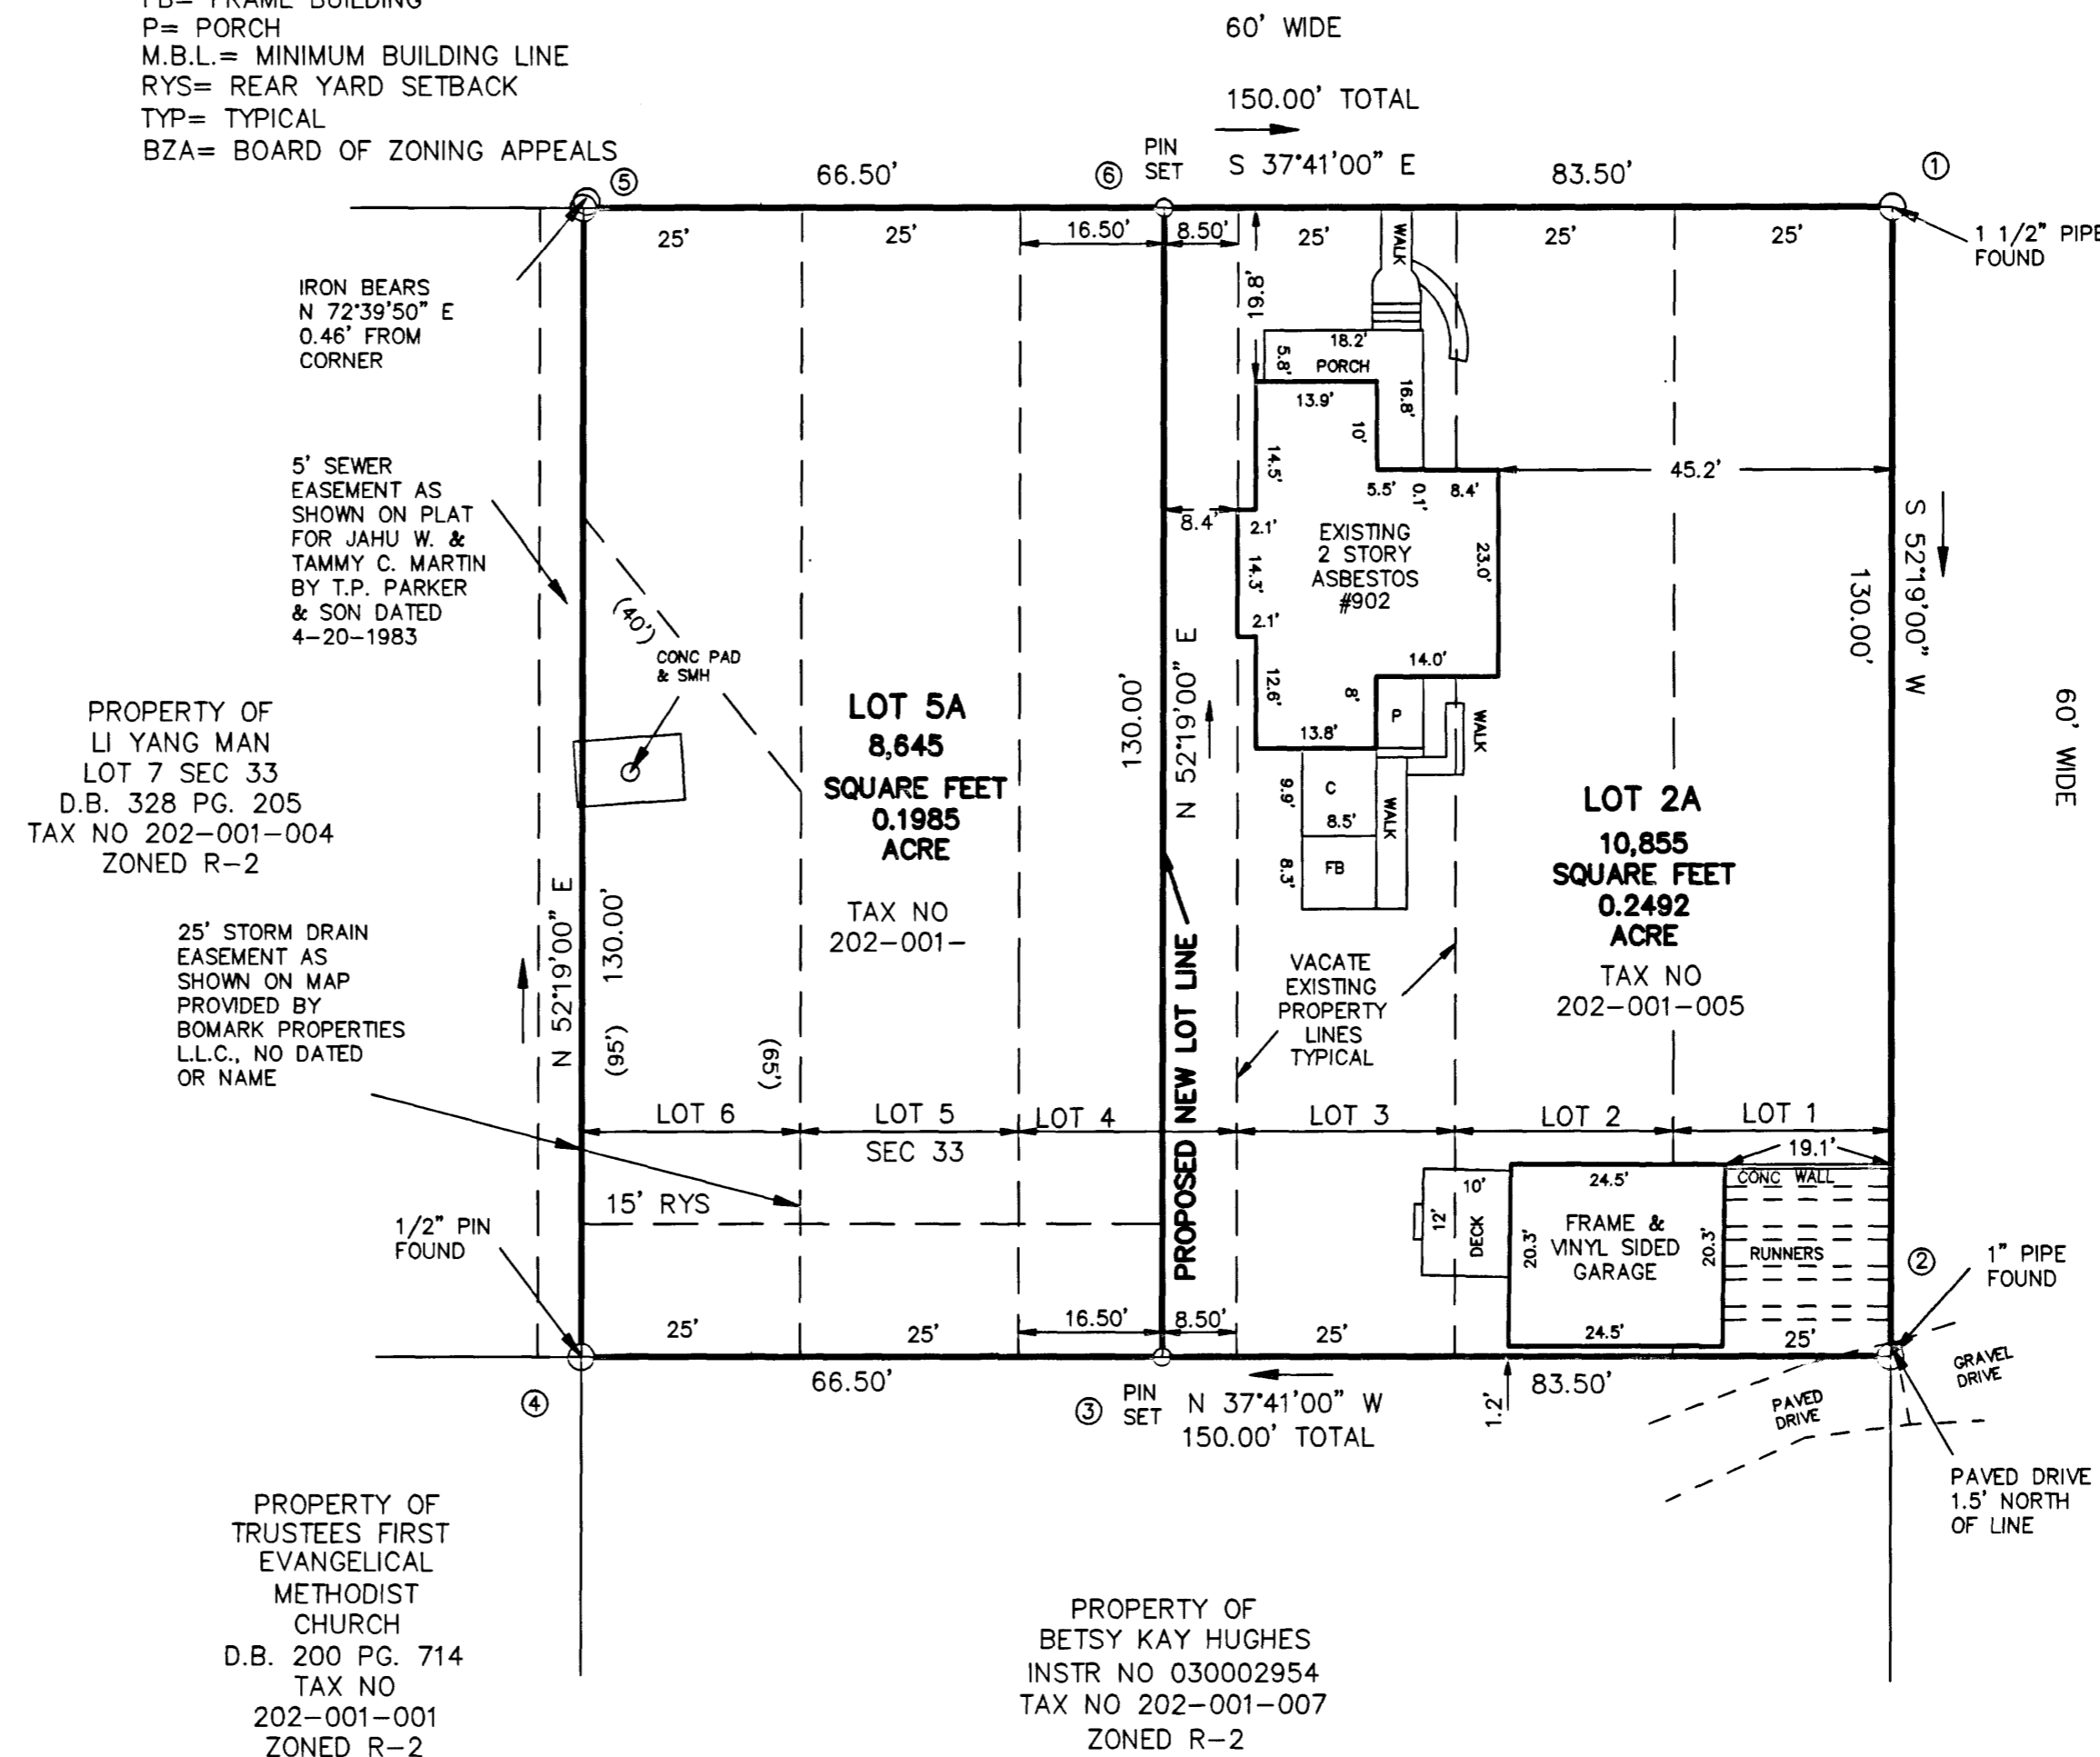 FB= FRAME BUILDING
P= PORCH
M.B.L.= MINIMUM BUILDING LINE
RYS= REAR YARD SETBACK
TYP= TYPICAL
BZA= BOARD OF ZONING APPEALS
60' WIDE
150.00' TOTAL
S 37°41'00" E
PIN
SET
5
66.50'
6
83.50'
1
1 1/2" PIPE
FOUND
25'
25'
16.50'
8.50'
25'
25'
25'
IRON BEARS
N 72°39'50" E
0.46' FROM
CORNER
WALK
19.8'
18.2'
PORCH
5.8'
16.8'
13.9'
10'
14.5'
5.5'
0.1'
8.4'
45.2'
8.4'
2.1'
14.3'
2.1'
EXISTING
2 STORY
ASBESTOS
#902
23.0'
14.0'
12.6'
8'
13.8'
P
WALK
C
9.9'
8.5'
WALK
FB
8.3'
5' SEWER
EASEMENT AS
SHOWN ON PLAT
FOR JAHU W. &
TAMMY C. MARTIN
BY T.P. PARKER
& SON DATED
4-20-1983
(40')
CONC PAD
& SMH
S 52°19'00" W
130.00'
60' WIDE
PROPERTY OF
LI YANG MAN
LOT 7 SEC 33
D.B. 328 PG. 205
TAX NO 202-001-004
ZONED R-2
LOT 5A
8,645
SQUARE FEET
0.1985
ACRE
TAX NO
202-001-
130.00'
N 52°19'00" E
LOT 2A
10,855
SQUARE FEET
0.2492
ACRE
TAX NO
202-001-005
25' STORM DRAIN
EASEMENT AS
SHOWN ON MAP
PROVIDED BY
BOMARK PROPERTIES
L.L.C., NO DATED
OR NAME
N 52°19'00" E
130.00'
(95')
(65')
PROPOSED NEW LOT LINE
VACATE
EXISTING
PROPERTY
LINES
TYPICAL
LOT 6
LOT 5
LOT 4
LOT 3
LOT 2
LOT 1
SEC 33
19.1'
CONC WALL
RUNNERS
15' RYS
10'
12'
DECK
24.5'
20.3'
FRAME &
VINYL SIDED
GARAGE
20.3'
24.5'
1/2" PIN
FOUND
2
1" PIPE
FOUND
25'
25'
16.50'
8.50'
25'
25'
4
66.50'
3
PIN
SET
N 37°41'00" W
150.00' TOTAL
1.2'
83.50'
PAVED
DRIVE
GRAVEL
DRIVE
PAVED DRIVE
1.5' NORTH
OF LINE
PROPERTY OF
TRUSTEES FIRST
EVANGELICAL
METHODIST
CHURCH
D.B. 200 PG. 714
TAX NO
202-001-001
ZONED R-2
PROPERTY OF
BETSY KAY HUGHES
INSTR NO 030002954
TAX NO 202-001-007
ZONED R-2